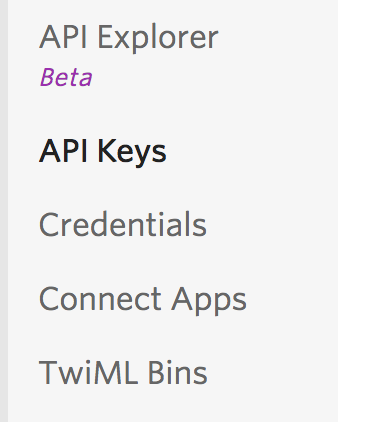 API Explorer
Beta
API Keys
Credentials
Connect Apps
TwiML Bins